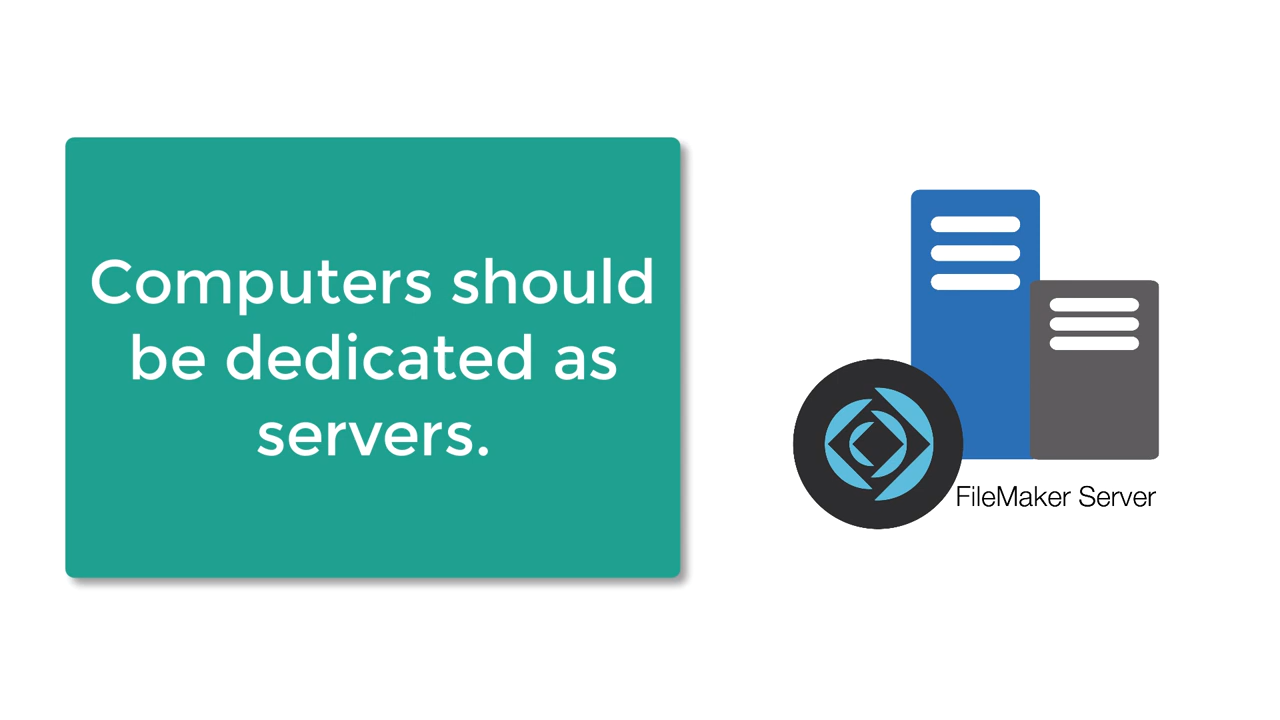 Computers should
be dedicated as
servers.
FileMaker Server